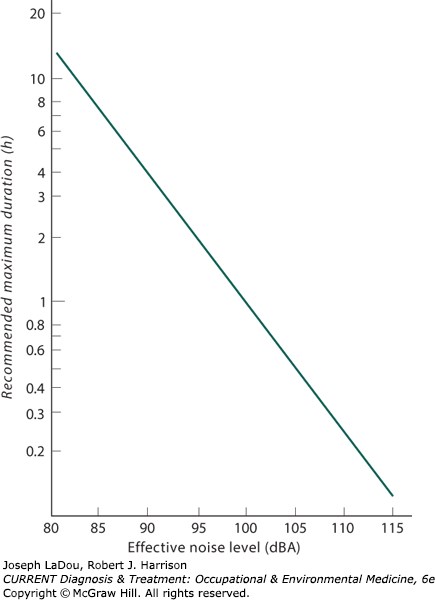 Recommended maximum duration (h)
20
10
8
6
4
3
2
1
0.8
0.6
0.4
0.3
0.2
80 85 90 95 100 105 110 115
Effective noise level (dBA)
Joseph LaDou, Robert J. Harrison
CURRENT Diagnosis & Treatment: Occupational & Environmental Medicine, 6e
Copyright © McGraw Hill. All rights reserved.